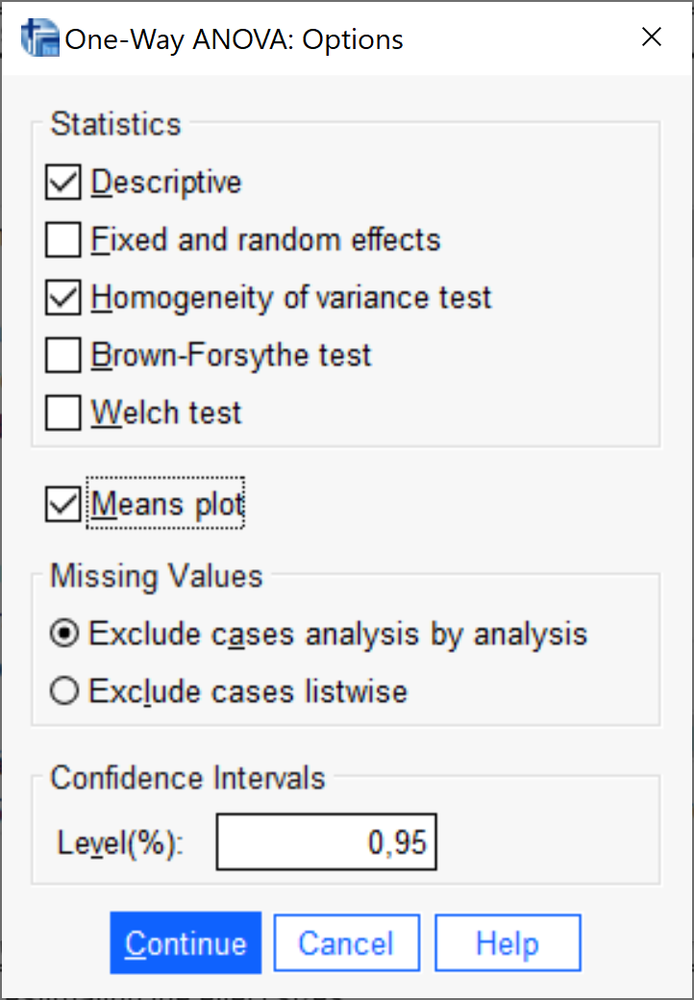 One-Way ANOVA: Options
Statistics
Descriptive
Fixed and random effects
Homogeneity of variance test
Brown-Forsythe test
Welch test
Means plot
Missing Values
Exclude cases analysis by analysis
Exclude cases listwise
Confidence Intervals
Level(%): 0,95
Continue Cancel Help